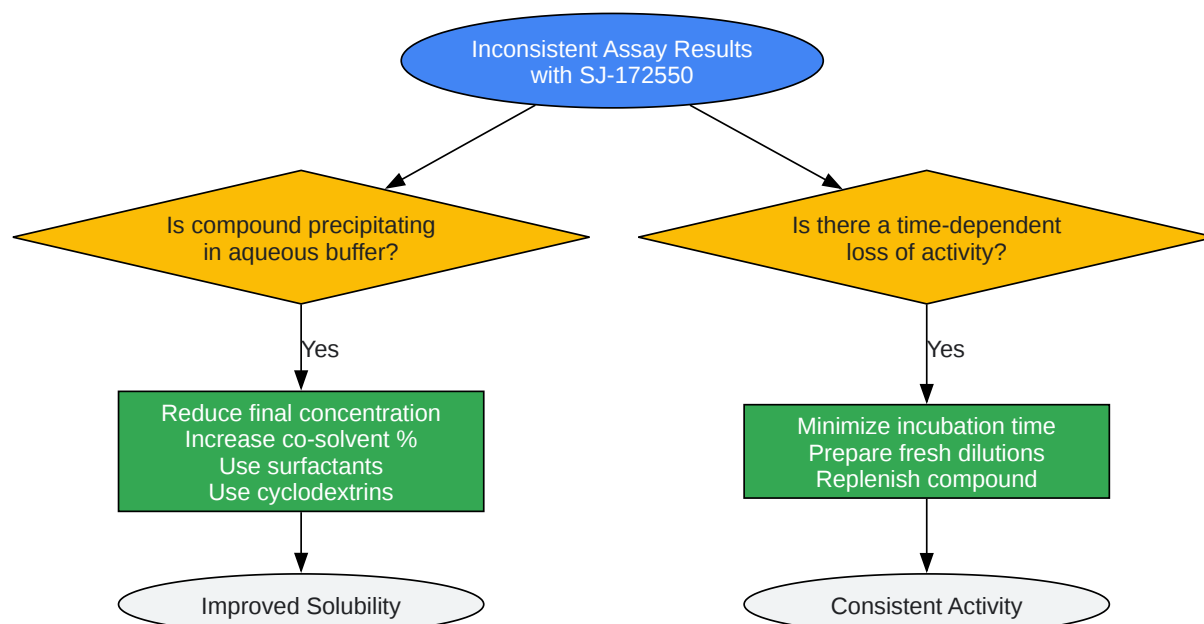 Inconsistent Assay Results
with SJ-172550
Is compound precipitating
in aqueous buffer?
Is there a time-dependent
loss of activity?
Yes
Yes
Reduce final concentration
Increase co-solvent %
Use surfactants
Use cyclodextrins
Minimize incubation time
Prepare fresh dilutions
Replenish compound
Improved Solubility
Consistent Activity